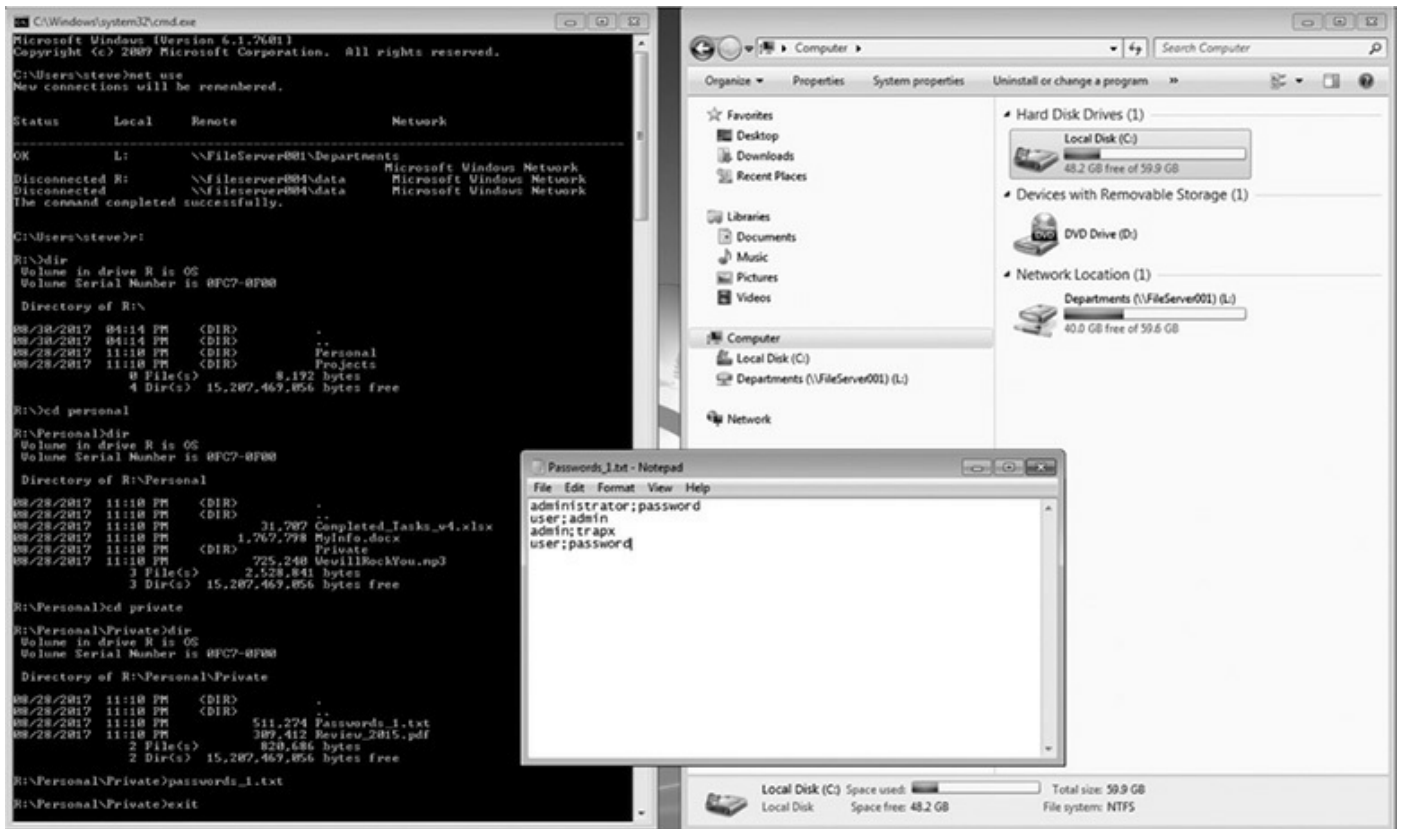 C:\Windows\system32\cmd.exe
Microsoft Windows [Version 6.1.7601]
Copyright (c) 2009 Microsoft Corporation. All rights reserved.
C:\Users\steve>net use
New connections will be remembered.
Status Local Remote Network
OK L: \\FileServer001\Departments
Microsoft Windows Network
Disconnected R: \\fileserver004\data Microsoft Windows Network
Disconnected \\fileserver004\data Microsoft Windows Network
The command completed successfully.
C:\Users\steve>r:
R:\>dir
Volume in drive R is OS
Volume Serial Number is 0FC7-0F00
Directory of R:\
08/30/2017 04:14 PM <DIR> .
08/30/2017 04:14 PM <DIR> ..
08/28/2017 11:10 PM <DIR> Personal
08/28/2017 11:10 PM <DIR> Projects
0 File(s) 8,192 bytes
4 Dir(s) 15,207,469,056 bytes free
R:\>cd personal
R:\Personal>dir
Volume in drive R is OS
Volume Serial Number is 0FC7-0F00
Directory of R:\Personal
08/28/2017 11:10 PM <DIR> .
08/28/2017 11:10 PM <DIR> ..
08/28/2017 11:10 PM 31,707 Completed_Tasks_v4.xlsx
08/28/2017 11:10 PM 1,767,798 MyInfo.docx
08/28/2017 11:10 PM <DIR> Private
08/28/2017 11:10 PM 725,240 WewillRockYou.mp3
3 File(s) 2,528,841 bytes
3 Dir(s) 15,207,469,056 bytes free
R:\Personal>cd private
R:\Personal\Private>dir
Volume in drive R is OS
Volume Serial Number is 0FC7-0F00
Directory of R:\Personal\Private
08/28/2017 11:10 PM <DIR> .
08/28/2017 11:10 PM <DIR> ..
08/28/2017 11:10 PM 511,274 Passwords_1.txt
08/28/2017 11:10 PM 309,412 Review_2015.pdf
2 File(s) 820,686 bytes
2 Dir(s) 15,207,469,056 bytes free
R:\Personal\Private>passwords_1.txt
R:\Personal\Private>exit
Computer
Search Computer
Organize Properties System properties Uninstall or change a program »
Favorites
Desktop
Downloads
Recent Places
Libraries
Documents
Music
Pictures
Videos
Computer
Local Disk (C:)
Departments (\\FileServer001) (L:)
Network
Hard Disk Drives (1)
Local Disk (C:)
48.2 GB free of 59.9 GB
Devices with Removable Storage (1)
DVD
DVD Drive (D:)
Network Location (1)
Departments (\\FileServer001) (L:)
40.0 GB free of 59.6 GB
Passwords_1.txt - Notepad
File Edit Format View Help
administrator;password
user;admin
admin;trapx
user;password
Local Disk (C:) Space used: Total size: 59.9 GB
Local Disk Space free: 48.2 GB File system: NTFS